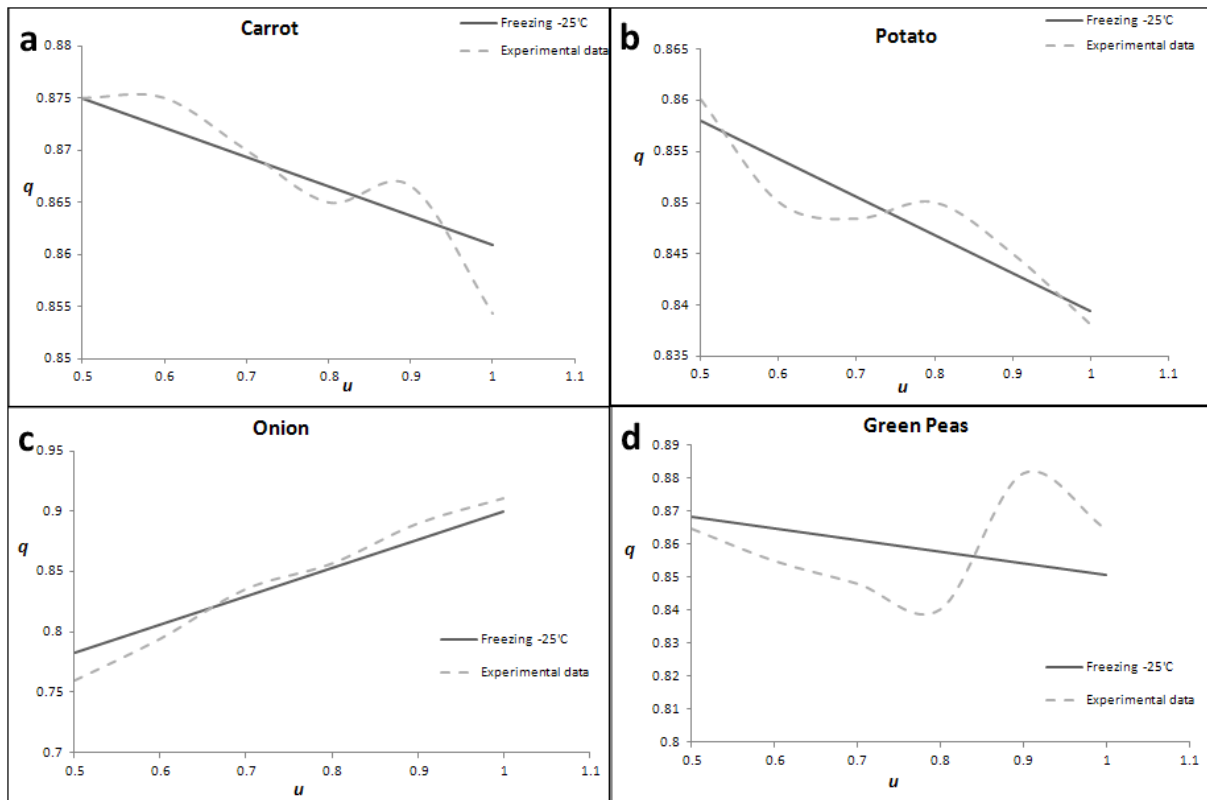 a
Carrot
Freezing -25'C
Experimental data
0.88
0.875
0.87
0.865
0.86
0.855
0.85
q
0.5 0.6 0.7 0.8 0.9 1 1.1
u
b
Potato
Freezing -25'C
Experimental data
0.865
0.86
0.855
0.85
0.845
0.84
0.835
q
0.5 0.6 0.7 0.8 0.9 1 1.1
u
c
Onion
0.95
0.9
0.85
0.8
0.75
0.7
q
Freezing -25'C
Experimental data
0.5 0.6 0.7 0.8 0.9 1 1.1
u
d
Green Peas
0.89
0.88
0.87
0.86
0.85
0.84
0.83
0.82
0.81
0.8
q
Freezing -25'C
Experimental data
0.5 0.6 0.7 0.8 0.9 1 1.1
u